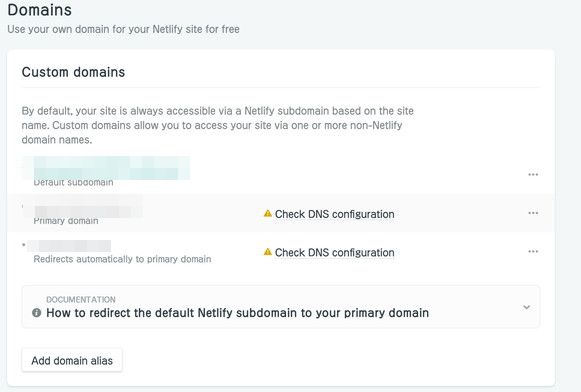 Domains
Use your own domain for your Netlify site for free
Custom domains
By default, your site is always accessible via a Netlify subdomain based on the site
name. Custom domains allow you to access your site via one or more non-Netlify
domain names.
Default subdomain
Primary domain
Check DNS configuration
Redirects automatically to primary domain
Check DNS configuration
DOCUMENTATION
How to redirect the default Netlify subdomain to your primary domain
Add domain alias